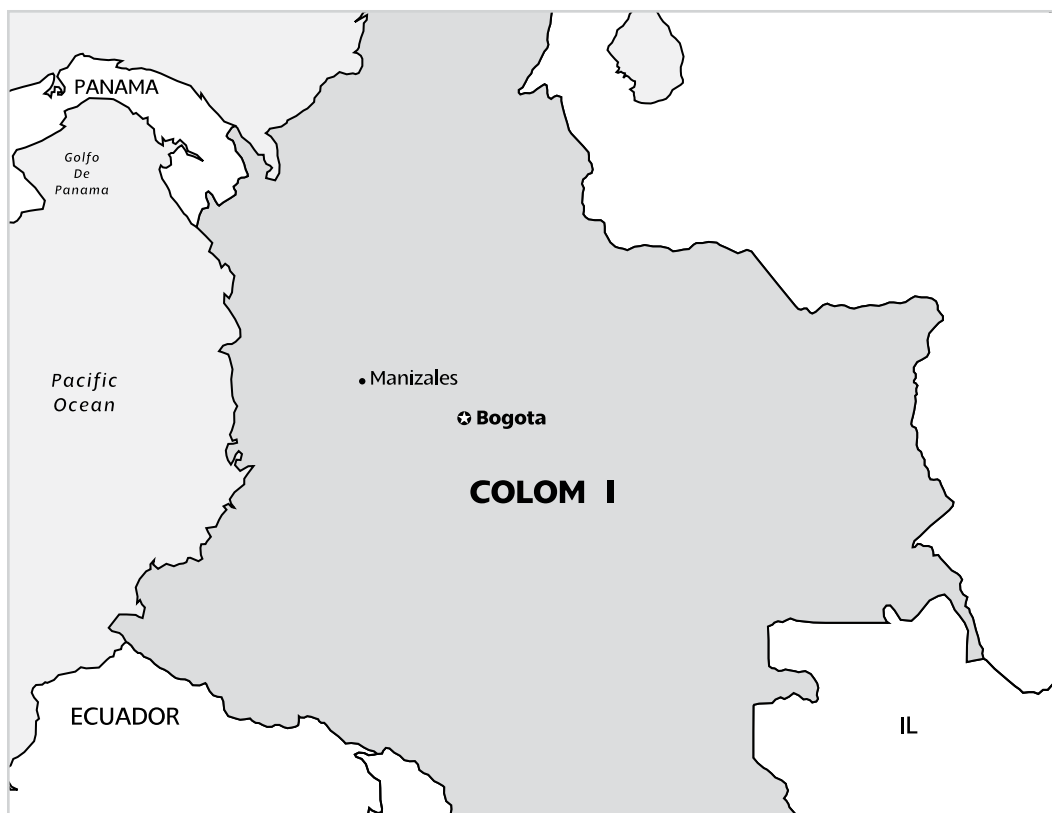 PANAMA
Golfo
De
Panama
Pacific
Ocean
Manizales
Bogota
COLOM I
ECUADOR
IL